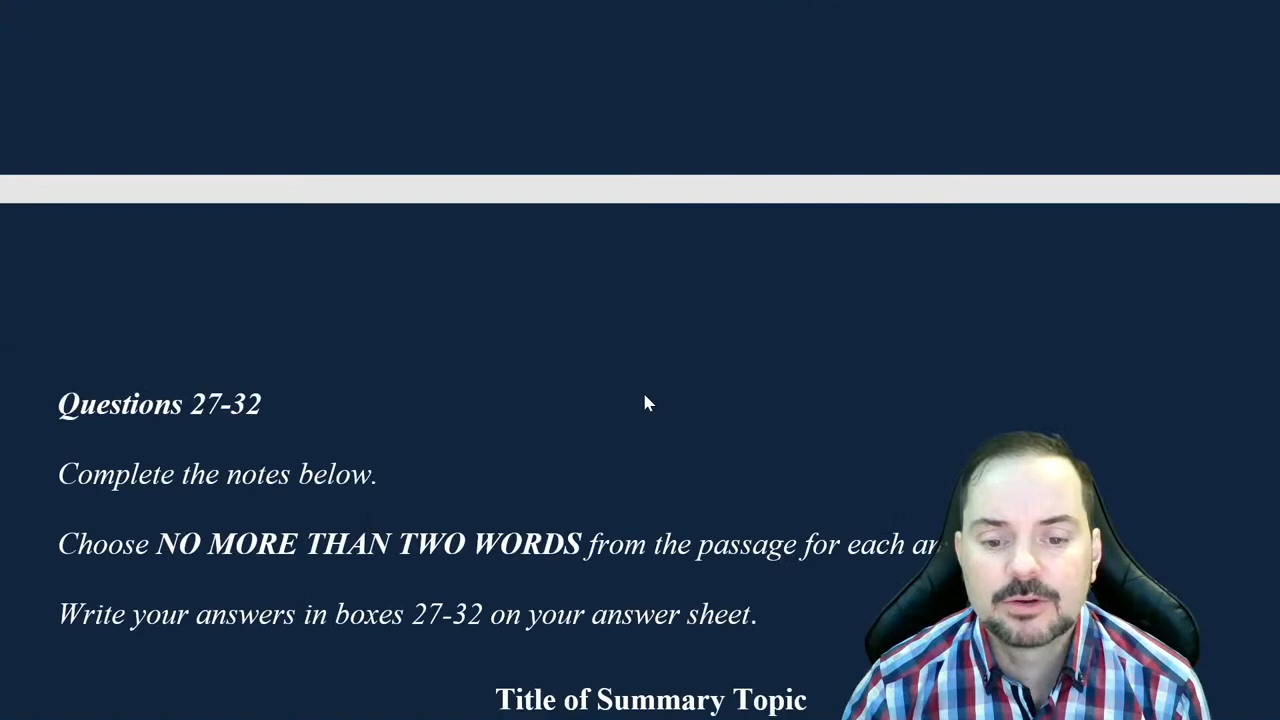 Questions 27-32
Complete the notes below.
Choose NO MORE THAN TWO WORDS from the passage for each
Write your answers in boxes 27-32 on your answer sheet.
Title of Summary Topic